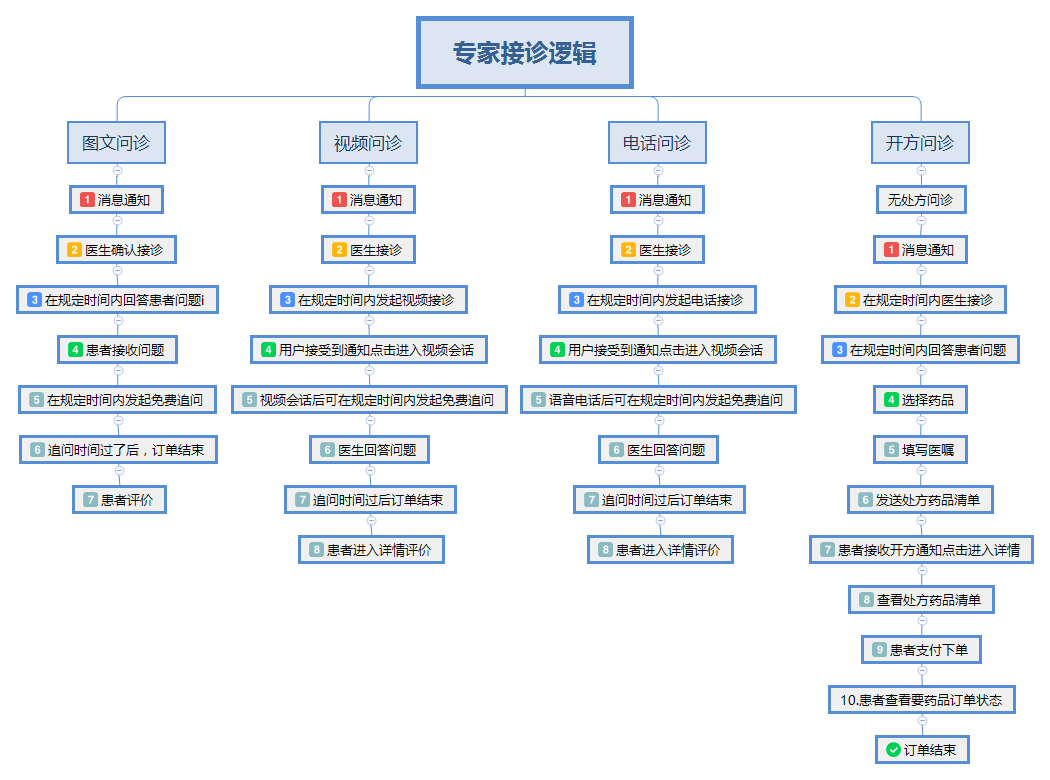 专家接诊逻辑
图文问诊
1 消息通知
2 医生确认接诊
3 在规定时间内回答患者问题i
4 患者接收问题
5 在规定时间内发起免费追问
6 追问时间过了后，订单结束
7 患者评价
视频问诊
1 消息通知
2 医生接诊
3 在规定时间内发起视频接诊
4 用户接受到通知点击进入视频会话
5 视频会话后可在规定时间内发起免费追问
6 医生回答问题
7 追问时间过后订单结束
8 患者进入详情评价
电话问诊
1 消息通知
2 医生接诊
3 在规定时间内发起电话接诊
4 用户接受到通知点击进入视频会话
5 语音电话后可在规定时间内发起免费追问
6 医生回答问题
7 追问时间过后订单结束
8 患者进入详情评价
开方问诊
无处方问诊
1 消息通知
2 在规定时间内医生接诊
3 在规定时间内回答患者问题
4 选择药品
5 填写医嘱
6 发送处方药品清单
7 患者接收开方通知点击进入详情
8 查看处方药品清单
9 患者支付下单
10.患者查看要药品订单状态
订单结束